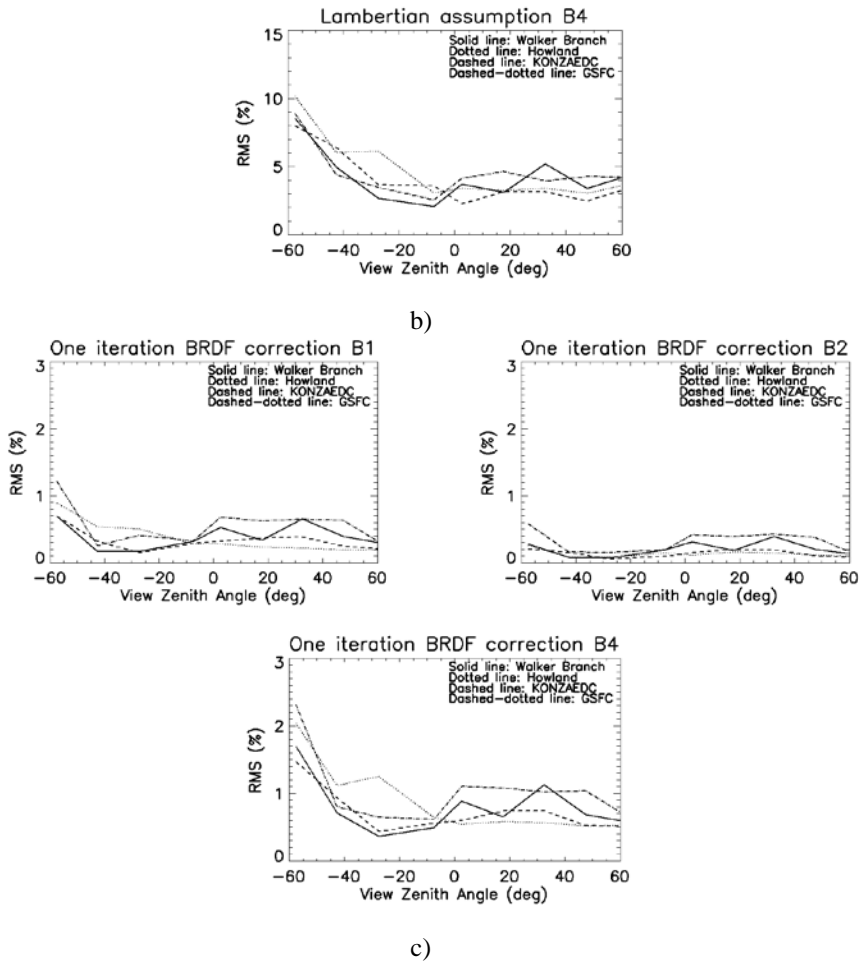 Lambertian assumption B4
Solid line: Walker Branch
Dotted line: Howland
Dashed line: KONZAEDC
Dashed-dotted line: GSFC
15
10
5
0
RMS (%)
-60 -40 -20 0 20 40 60
View Zenith Angle (deg)
b)
One iteration BRDF correction B1
Solid line: Walker Branch
Dotted line: Howland
Dashed line: KONZAEDC
Dashed-dotted line: GSFC
3
2
1
0
RMS (%)
-60 -40 -20 0 20 40 60
View Zenith Angle (deg)
One iteration BRDF correction B2
Solid line: Walker Branch
Dotted line: Howland
Dashed line: KONZAEDC
Dashed-dotted line: GSFC
3
2
1
0
RMS (%)
-60 -40 -20 0 20 40 60
View Zenith Angle (deg)
One iteration BRDF correction B4
Solid line: Walker Branch
Dotted line: Howland
Dashed line: KONZAEDC
Dashed-dotted line: GSFC
3
2
1
0
RMS (%)
-60 -40 -20 0 20 40 60
View Zenith Angle (deg)
c)